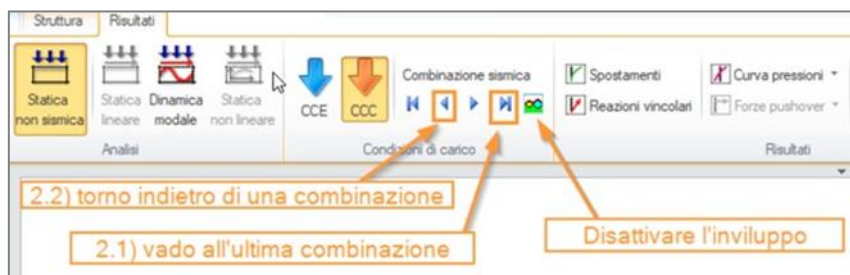 Struttura Risultati
Statica non sismica
Statica lineare
Dinamica modale
Statica non lineare
Analisi
CCE
CCC
Combinazione sismica
Condizioni di carico
Spostamenti
Reazioni vincolari
Curva pressioni
Forze pushover
Risultati
2.2) torno indietro di una combinazione
2.1) vado all'ultima combinazione
Disattivare l'inviluppo